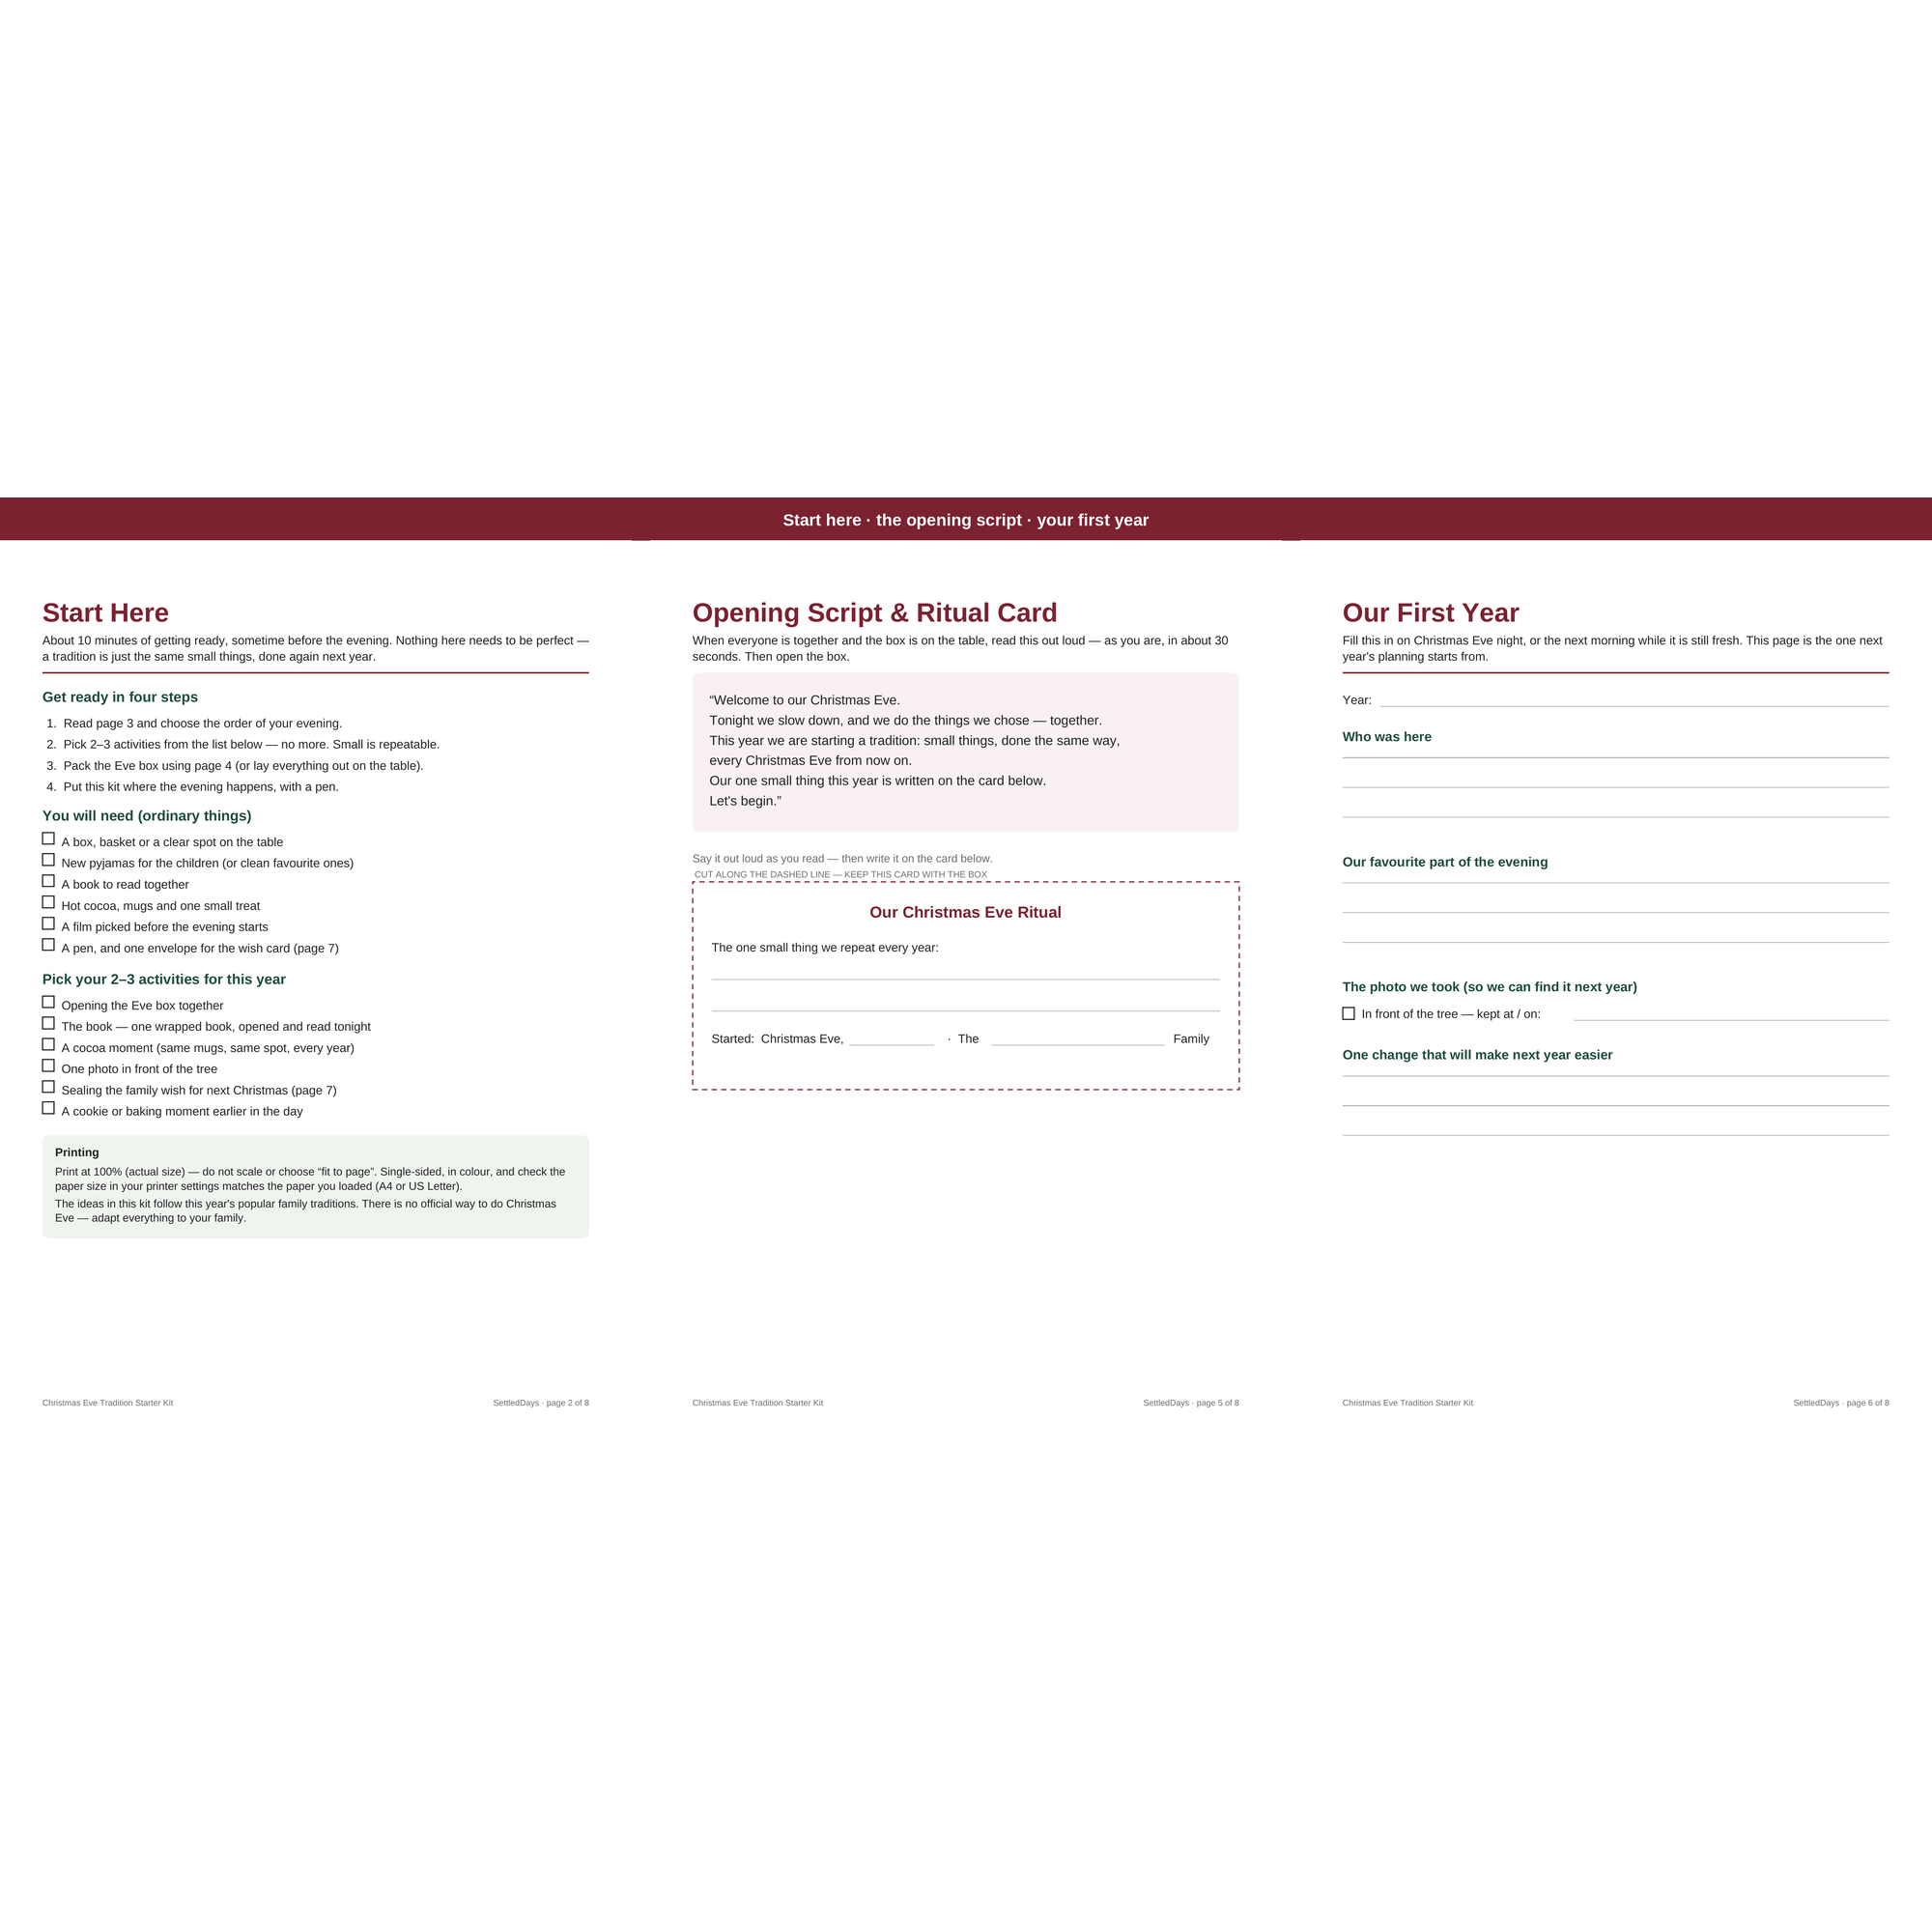 Start here · the opening script · your first year
Start Here
About 10 minutes of getting ready, sometime before the evening. Nothing here needs to be perfect —
a tradition is just the same small things, done again next year.
Get ready in four steps
1. Read page 3 and choose the order of your evening.
2. Pick 2–3 activities from the list below — no more. Small is repeatable.
3. Pack the Eve box using page 4 (or lay everything out on the table).
4. Put this kit where the evening happens, with a pen.
You will need (ordinary things)
A box, basket or a clear spot on the table
New pyjamas for the children (or clean favourite ones)
A book to read together
Hot cocoa, mugs and one small treat
A film picked before the evening starts
A pen, and one envelope for the wish card (page 7)
Pick your 2–3 activities for this year
Opening the Eve box together
The book — one wrapped book, opened and read tonight
A cocoa moment (same mugs, same spot, every year)
One photo in front of the tree
Sealing the family wish for next Christmas (page 7)
A cookie or baking moment earlier in the day
Printing
Print at 100% (actual size) — do not scale or choose “fit to page”. Single-sided, in colour, and check the
paper size in your printer settings matches the paper you loaded (A4 or US Letter).
The ideas in this kit follow this year's popular family traditions. There is no official way to do Christmas
Eve — adapt everything to your family.
Christmas Eve Tradition Starter Kit
SettledDays · page 2 of 8
Opening Script & Ritual Card
When everyone is together and the box is on the table, read this out loud — as you are, in about 30
seconds. Then open the box.
“Welcome to our Christmas Eve.
Tonight we slow down, and we do the things we chose — together.
This year we are starting a tradition: small things, done the same way,
every Christmas Eve from now on.
Our one small thing this year is written on the card below.
Let's begin.”
Say it out loud as you read — then write it on the card below.
CUT ALONG THE DASHED LINE — KEEP THIS CARD WITH THE BOX
Our Christmas Eve Ritual
The one small thing we repeat every year:
Started: Christmas Eve, · The Family
Christmas Eve Tradition Starter Kit
SettledDays · page 5 of 8
Our First Year
Fill this in on Christmas Eve night, or the next morning while it is still fresh. This page is the one next
year's planning starts from.
Year:
Who was here
Our favourite part of the evening
The photo we took (so we can find it next year)
In front of the tree — kept at / on:
One change that will make next year easier
Christmas Eve Tradition Starter Kit
SettledDays · page 6 of 8